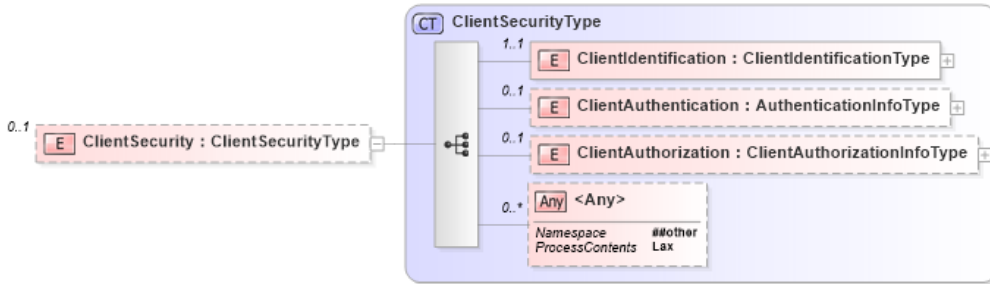 CT ClientSecurityType
1..1
E ClientIdentification : ClientIdentificationType
0..1
E ClientAuthentication : AuthenticationInfoType
0..1
E ClientSecurity : ClientSecurityType
0..1
E ClientAuthorization : ClientAuthorizationInfoType
0..*
Any <Any>
Namespace ##other
ProcessContents Lax